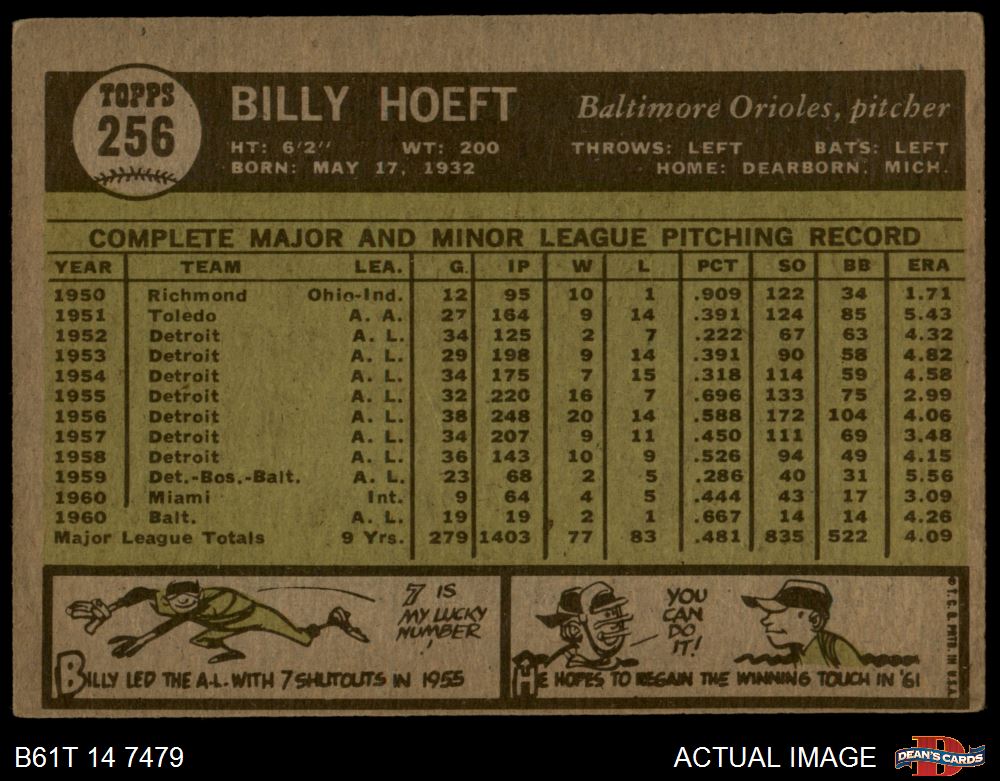 TOPPS
256
BILLY HOEFT Baltimore Orioles, pitcher
HT: 6'2'' WT: 200 THROWS: LEFT BATS: LEFT
BORN: MAY 17, 1932 HOME: DEARBORN, MICH.
COMPLETE MAJOR AND MINOR LEAGUE PITCHING RECORD
YEAR TEAM LEA. G. IP W L PCT SO BB ERA
1950 Richmond Ohio-Ind. 12 95 10 1 .909 122 34 1.71
1951 Toledo A. A. 27 164 9 14 .391 124 85 5.43
1952 Detroit A. L. 34 125 2 7 .222 67 63 4.32
1953 Detroit A. L. 29 198 9 14 .391 90 58 4.82
1954 Detroit A. L. 34 175 7 15 .318 114 59 4.58
1955 Detroit A. L. 32 220 16 7 .696 133 75 2.99
1956 Detroit A. L. 38 248 20 14 .588 172 104 4.06
1957 Detroit A. L. 34 207 9 11 .450 111 69 3.48
1958 Detroit A. L. 36 143 10 9 .526 94 49 4.15
1959 Det.-Bos.-Balt. A. L. 23 68 2 5 .286 40 31 5.56
1960 Miami Int. 9 64 4 5 .444 43 17 3.09
1960 Balt. A. L. 19 19 2 1 .667 14 14 4.26
Major League Totals 9 Yrs. 279 1403 77 83 .481 835 522 4.09
7 IS
MY LUCKY
NUMBER
BILLY LED THE A.L. WITH 7 SHUTOUTS IN 1955
YOU
CAN
DO
IT!
HE HOPES TO REGAIN THE WINNING TOUCH IN '61
© T. C. G. PRTD. IN U.S.A.
B61T 14 7479 ACTUAL IMAGE
D
DEAN'S CARDS